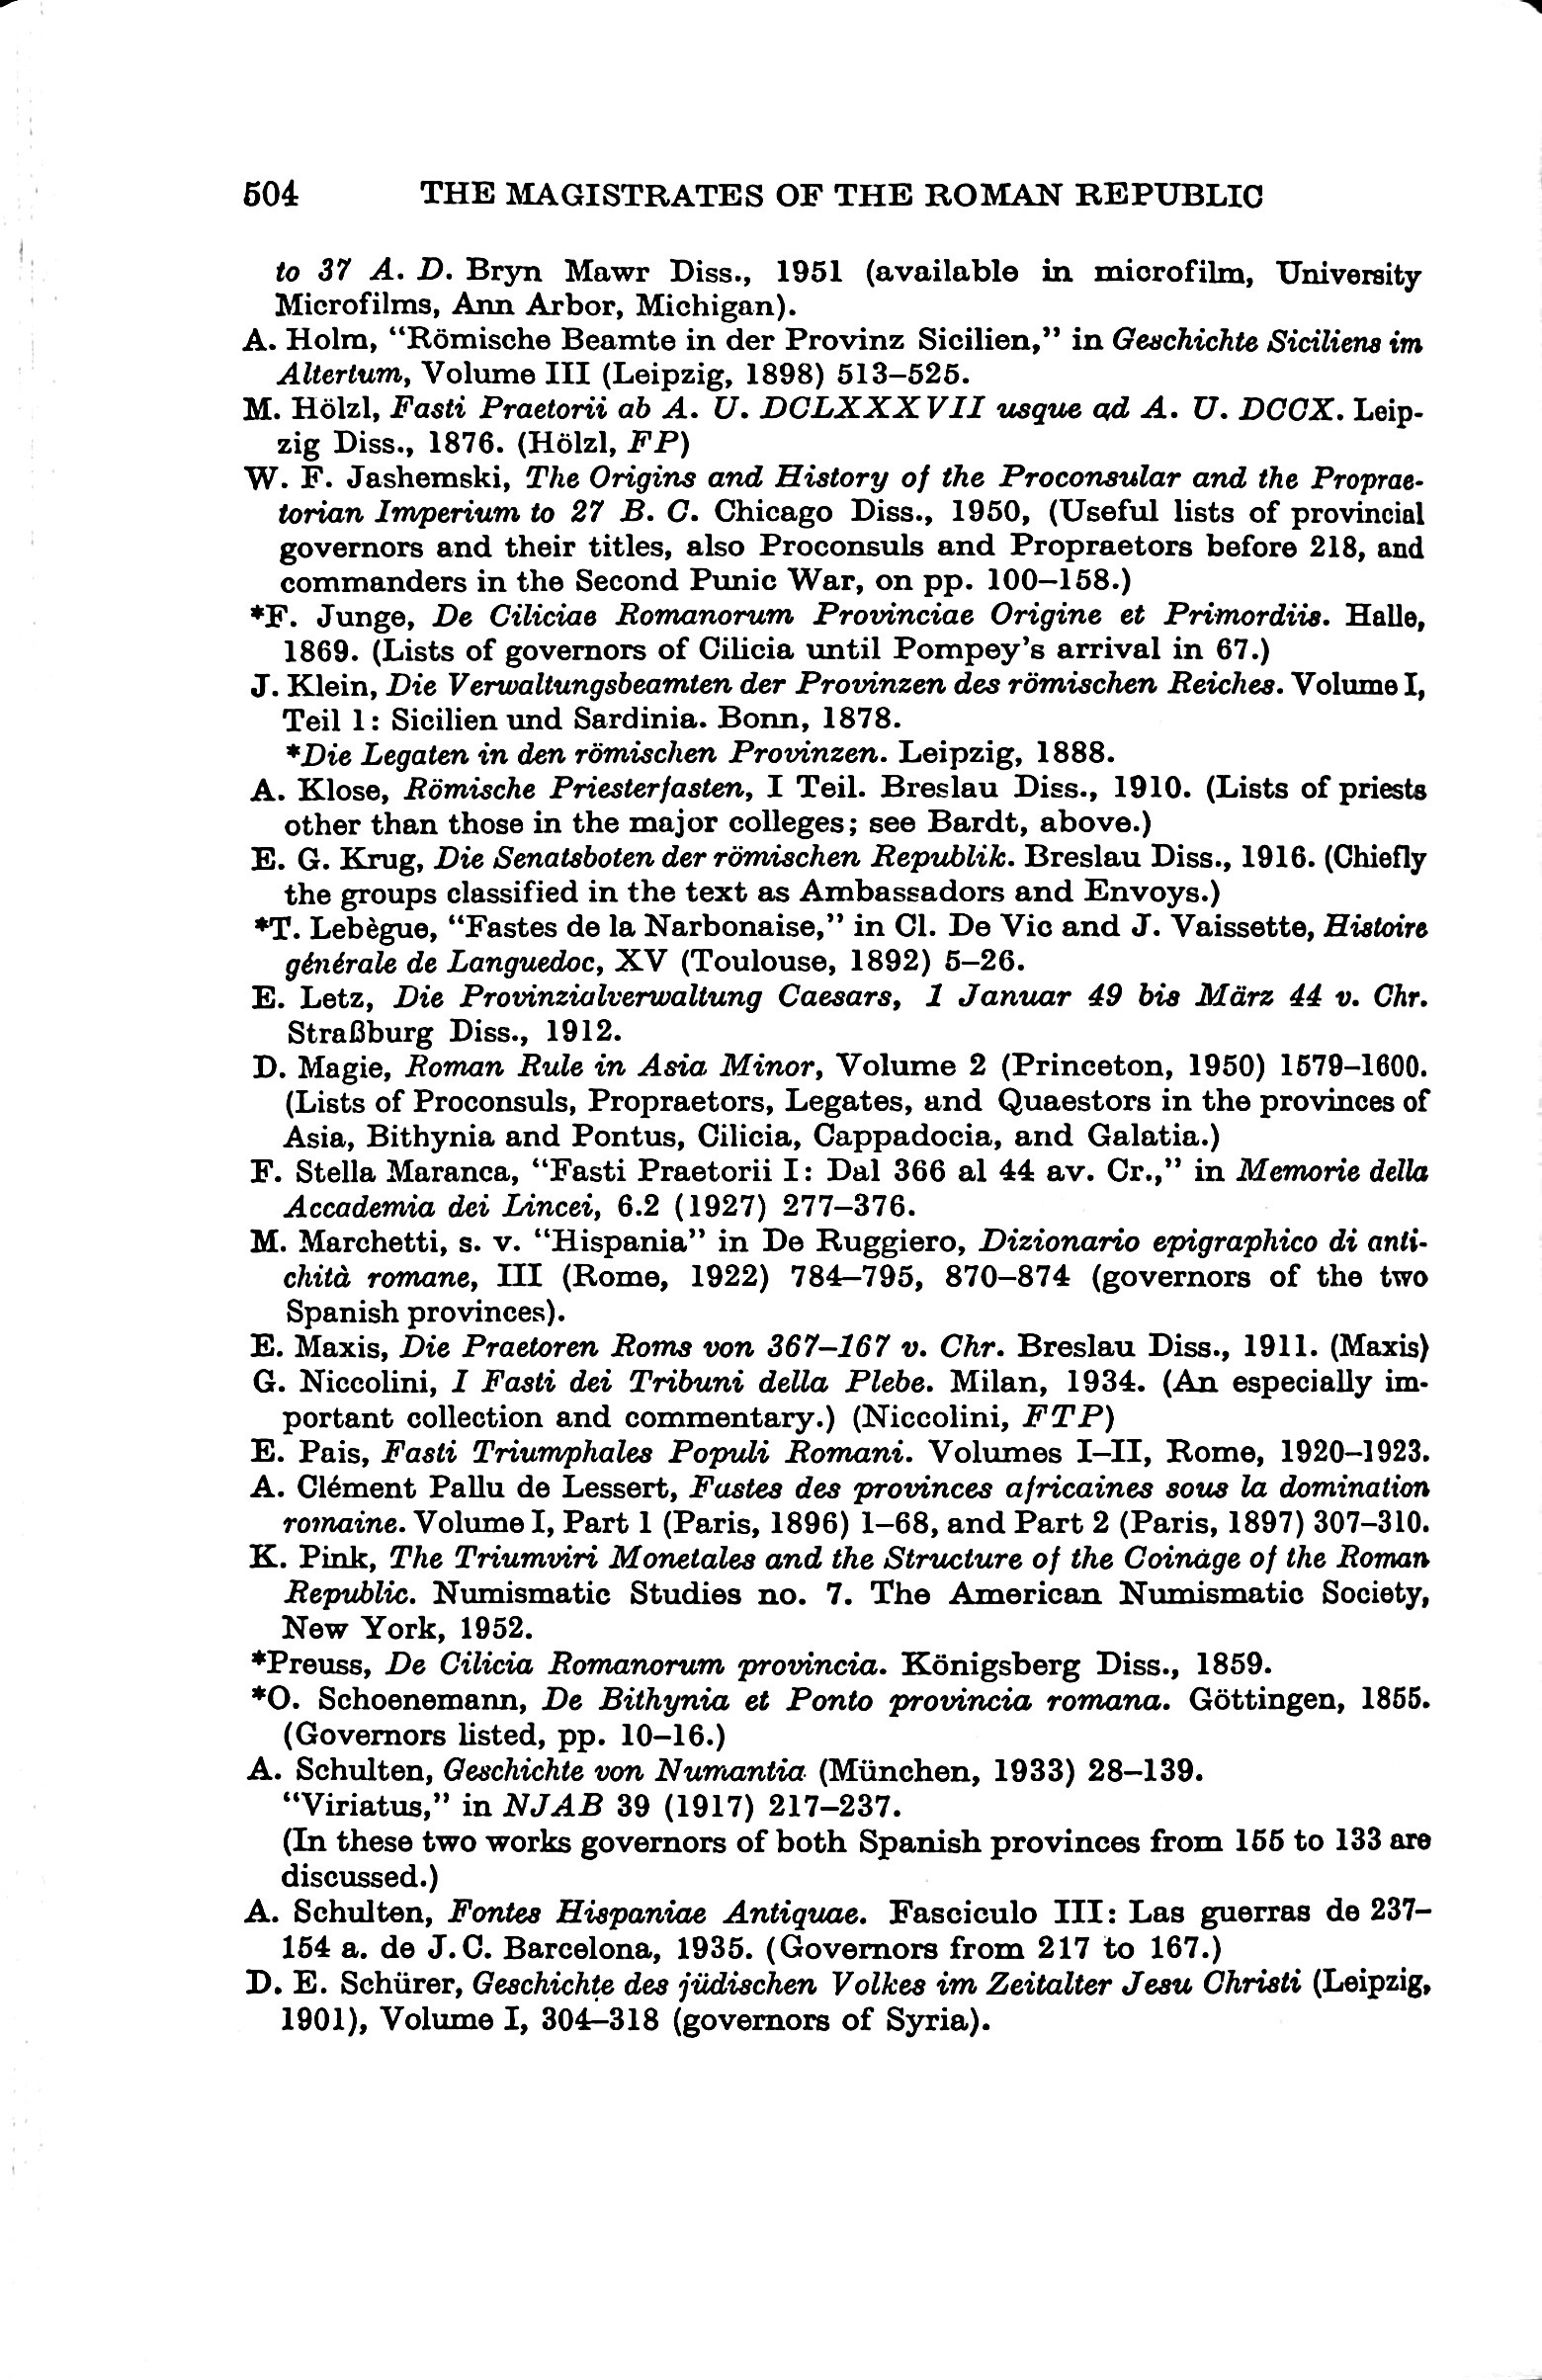 504 THE MAGISTRATES OF THE ROMAN REPUBLIC
to 37 A. D. Bryn Mawr Diss., 1951 (available in microfilm, University
Microfilms, Ann Arbor, Michigan).
A. Holm, “Römische Beamte in der Provinz Sicilien,” in Geschichte Siciliens im
Altertum, Volume III (Leipzig, 1898) 513–525.
M. Hölzl, Fasti Praetorii ab A. U. DCLXXXVII usque ad A. U. DCCX. Leip-
zig Diss., 1876. (Hölzl, FP)
W. F. Jashemski, The Origins and History of the Proconsular and the Proprae-
torian Imperium to 27 B. C. Chicago Diss., 1950, (Useful lists of provincial
governors and their titles, also Proconsuls and Propraetors before 218, and
commanders in the Second Punic War, on pp. 100–158.)
*F. Junge, De Ciliciae Romanorum Provinciae Origine et Primordiis. Halle,
1869. (Lists of governors of Cilicia until Pompey’s arrival in 67.)
J. Klein, Die Verwaltungsbeamten der Provinzen des römischen Reiches. Volume I,
Teil 1: Sicilien und Sardinia. Bonn, 1878.
*Die Legaten in den römischen Provinzen. Leipzig, 1888.
A. Klose, Römische Priesterfasten, I Teil. Breslau Diss., 1910. (Lists of priests
other than those in the major colleges; see Bardt, above.)
E. G. Krug, Die Senatsboten der römischen Republik. Breslau Diss., 1916. (Chiefly
the groups classified in the text as Ambassadors and Envoys.)
*T. Lebègue, “Fastes de la Narbonaise,” in Cl. De Vic and J. Vaissette, Histoire
générale de Languedoc, XV (Toulouse, 1892) 5–26.
E. Letz, Die Provinzialverwaltung Caesars, 1 Januar 49 bis März 44 v. Chr.
Straßburg Diss., 1912.
D. Magie, Roman Rule in Asia Minor, Volume 2 (Princeton, 1950) 1579–1600.
(Lists of Proconsuls, Propraetors, Legates, and Quaestors in the provinces of
Asia, Bithynia and Pontus, Cilicia, Cappadocia, and Galatia.)
F. Stella Maranca, “Fasti Praetorii I: Dal 366 al 44 av. Cr.,” in Memorie della
Accademia dei Lincei, 6.2 (1927) 277–376.
M. Marchetti, s. v. “Hispania” in De Ruggiero, Dizionario epigraphico di anti-
chità romane, III (Rome, 1922) 784–795, 870–874 (governors of the two
Spanish provinces).
E. Maxis, Die Praetoren Roms von 367–167 v. Chr. Breslau Diss., 1911. (Maxis)
G. Niccolini, I Fasti dei Tribuni della Plebe. Milan, 1934. (An especially im-
portant collection and commentary.) (Niccolini, FTP)
E. Pais, Fasti Triumphales Populi Romani. Volumes I–II, Rome, 1920–1923.
A. Clément Pallu de Lessert, Fastes des provinces africaines sous la domination
romaine. Volume I, Part 1 (Paris, 1896) 1–68, and Part 2 (Paris, 1897) 307–310.
K. Pink, The Triumviri Monetales and the Structure of the Coinage of the Roman
Republic. Numismatic Studies no. 7. The American Numismatic Society,
New York, 1952.
*Preuss, De Cilicia Romanorum provincia. Königsberg Diss., 1859.
*O. Schoenemann, De Bithynia et Ponto provincia romana. Göttingen, 1855.
(Governors listed, pp. 10–16.)
A. Schulten, Geschichte von Numantia (München, 1933) 28–139.
“Viriatus,” in NJAB 39 (1917) 217–237.
(In these two works governors of both Spanish provinces from 155 to 133 are
discussed.)
A. Schulten, Fontes Hispaniae Antiquae. Fasciculo III: Las guerras de 237–
154 a. de J.C. Barcelona, 1935. (Governors from 217 to 167.)
D. E. Schürer, Geschichte des jüdischen Volkes im Zeitalter Jesu Christi (Leipzig,
1901), Volume I, 304–318 (governors of Syria).